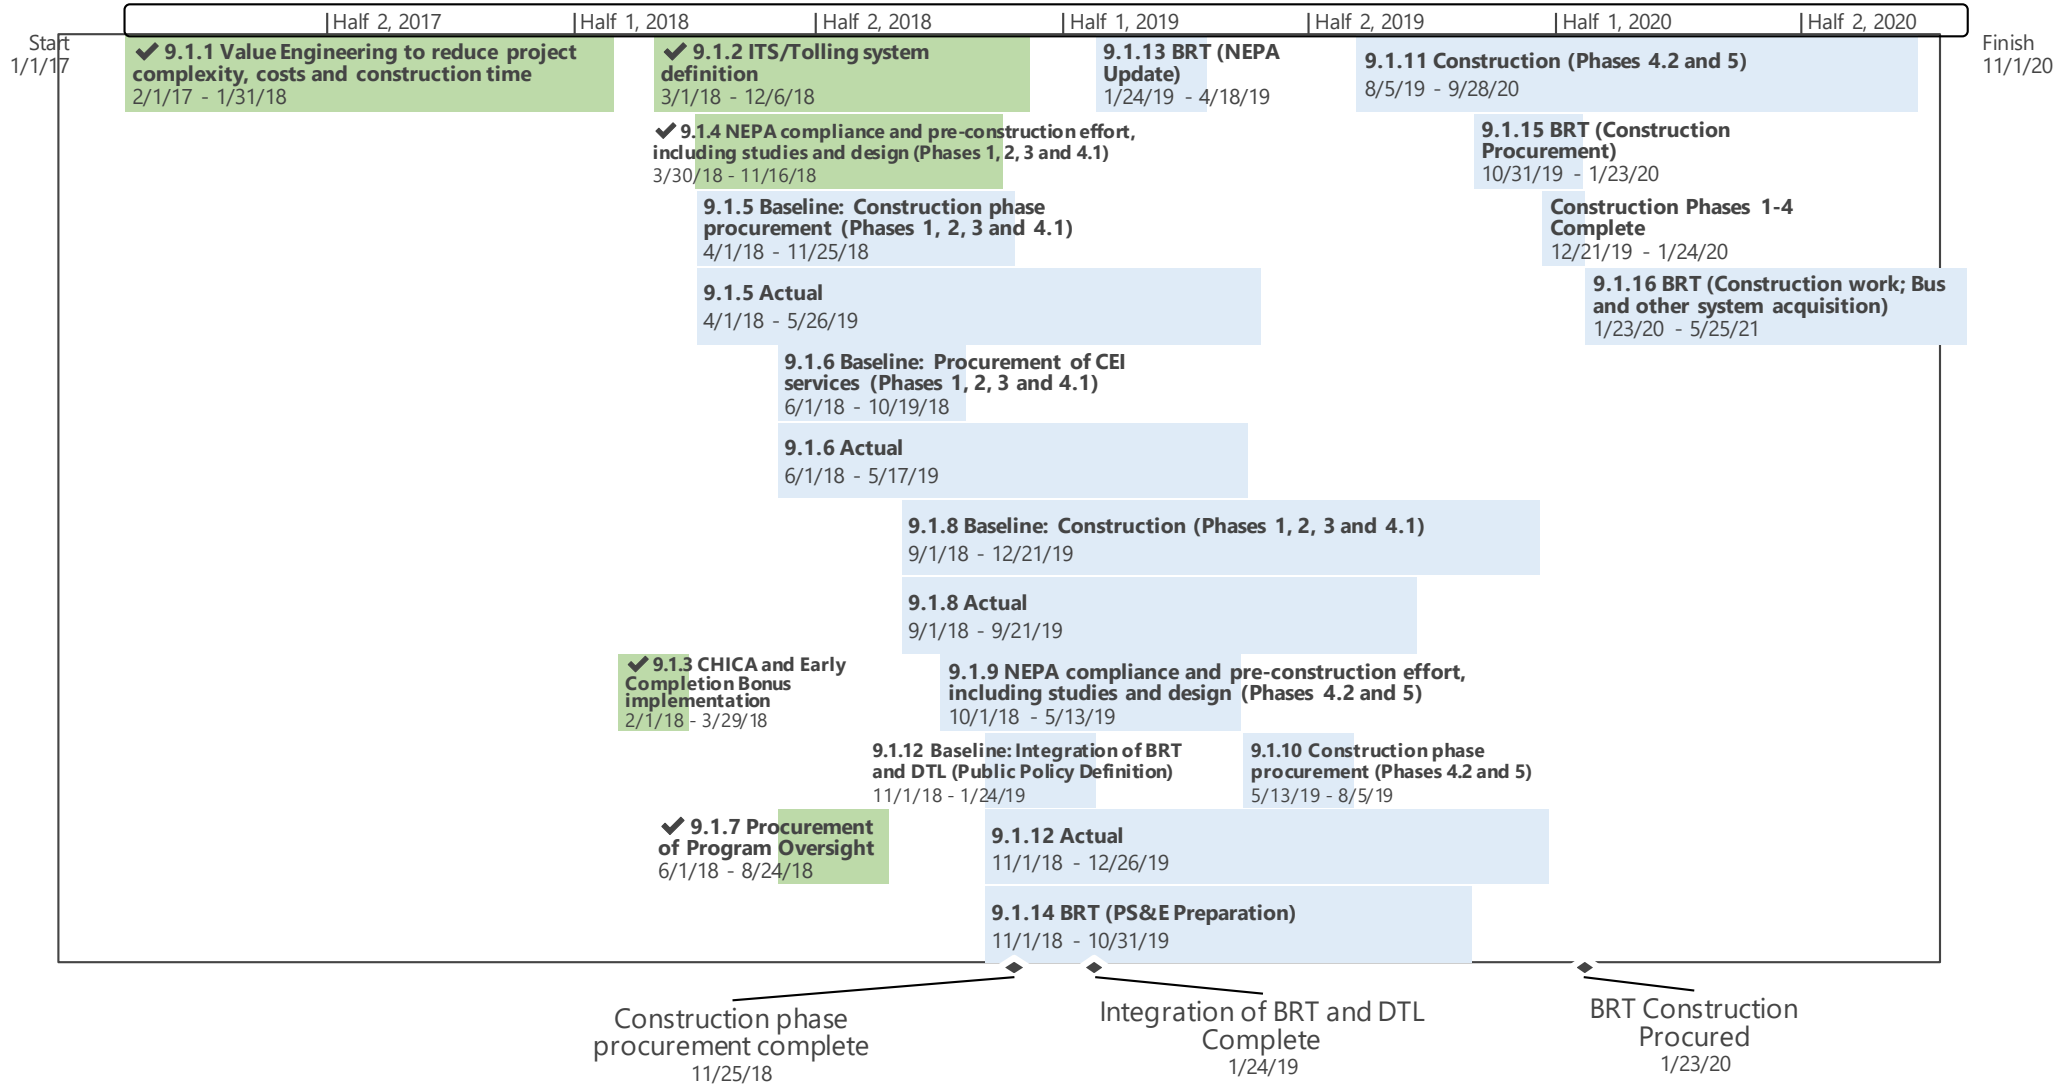 Half 2, 2017
Half 1, 2018
Half 2, 2018
Half 1, 2019
Half 2, 2019
Half 1, 2020
Half 2, 2020
Start
1/1/17
Finish
11/1/20
✔ 9.1.1 Value Engineering to reduce project
complexity, costs and construction time
2/1/17 - 1/31/18
✔ 9.1.2 ITS/Tolling system
definition
3/1/18 - 12/6/18
9.1.13 BRT (NEPA
Update)
1/24/19 - 4/18/19
9.1.11 Construction (Phases 4.2 and 5)
8/5/19 - 9/28/20
✔ 9.1.4 NEPA compliance and pre-construction effort,
including studies and design (Phases 1, 2, 3 and 4.1)
3/30/18 - 11/16/18
9.1.15 BRT (Construction
Procurement)
10/31/19 - 1/23/20
9.1.5 Baseline: Construction phase
procurement (Phases 1, 2, 3 and 4.1)
4/1/18 - 11/25/18
Construction Phases 1-4
Complete
12/21/19 - 1/24/20
9.1.5 Actual
4/1/18 - 5/26/19
9.1.16 BRT (Construction work; Bus
and other system acquisition)
1/23/20 - 5/25/21
9.1.6 Baseline: Procurement of CEI
services (Phases 1, 2, 3 and 4.1)
6/1/18 - 10/19/18
9.1.6 Actual
6/1/18 - 5/17/19
9.1.8 Baseline: Construction (Phases 1, 2, 3 and 4.1)
9/1/18 - 12/21/19
9.1.8 Actual
9/1/18 - 9/21/19
✔ 9.1.3 CHICA and Early
Completion Bonus
implementation
2/1/18 - 3/29/18
9.1.9 NEPA compliance and pre-construction effort,
including studies and design (Phases 4.2 and 5)
10/1/18 - 5/13/19
9.1.12 Baseline: Integration of BRT
and DTL (Public Policy Definition)
11/1/18 - 1/24/19
9.1.10 Construction phase
procurement (Phases 4.2 and 5)
5/13/19 - 8/5/19
✔ 9.1.7 Procurement
of Program Oversight
6/1/18 - 8/24/18
9.1.12 Actual
11/1/18 - 12/26/19
9.1.14 BRT (PS&E Preparation)
11/1/18 - 10/31/19
Construction phase
procurement complete
11/25/18
Integration of BRT and DTL
Complete
1/24/19
BRT Construction
Procured
1/23/20